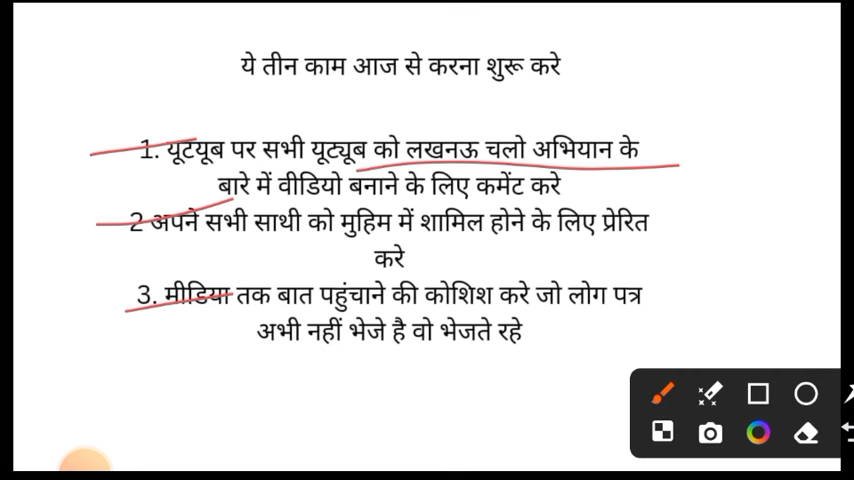 ये तीन काम आज से करना शुरू करे
1. यूटयूब पर सभी यूट्यूब को लखनऊ चलो अभियान के
बारे में वीडियो बनाने के लिए कमेंट करे
2 अपने सभी साथी को मुहिम में शामिल होने के लिए प्रेरित
करे
3. मीडिया तक बात पहुंचाने की कोशिश करे जो लोग पत्र
अभी नहीं भेजे है वो भेजते रहे